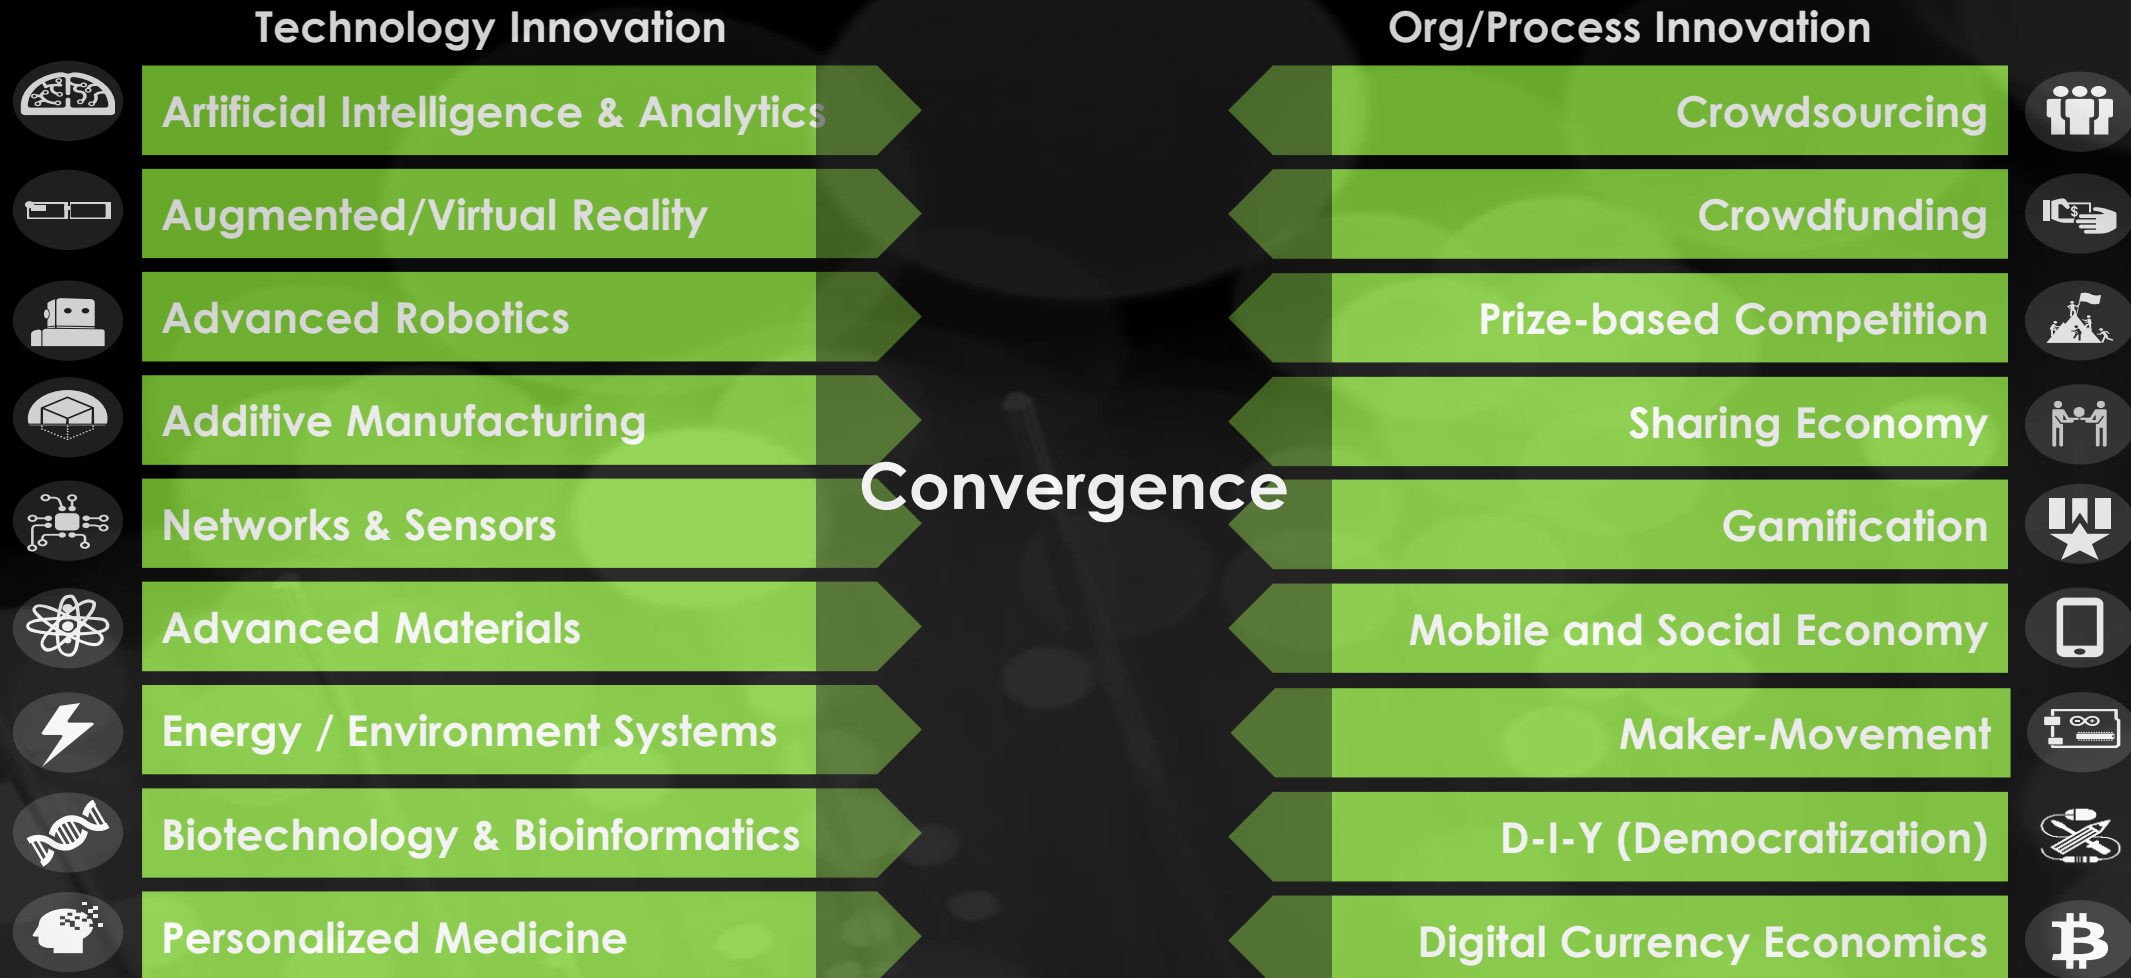 Technology Innovation
Org/Process Innovation
Artificial Intelligence & Analytics
Augmented/Virtual Reality
Advanced Robotics
Additive Manufacturing
Networks & Sensors
Advanced Materials
Energy / Environment Systems
Biotechnology & Bioinformatics
Personalized Medicine
Convergence
Crowdsourcing
Crowdfunding
$
Prize-based Competition
Sharing Economy
Gamification
Mobile and Social Economy
Maker-Movement
D-I-Y (Democratization)
Digital Currency Economics